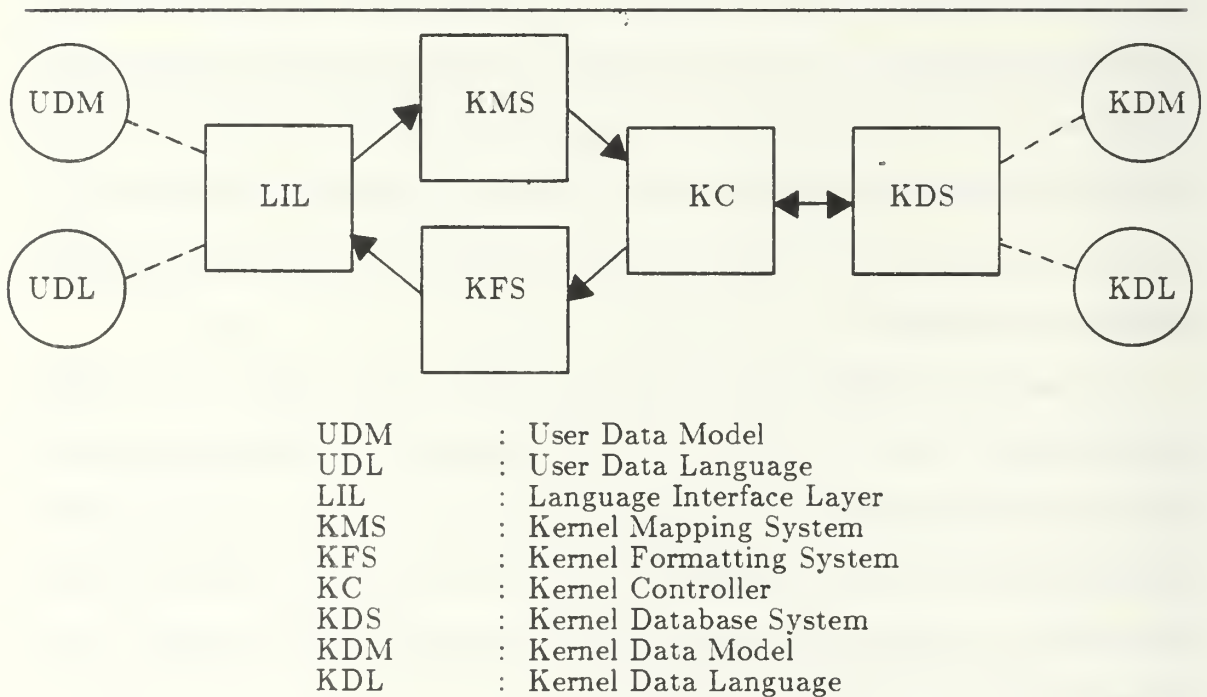 UDM
KMS
KDM
LIL
KC
KDS
UDL
KFS
KDL
UDM : User Data Model
UDL : User Data Language
LIL : Language Interface Layer
KMS : Kernel Mapping System
KFS : Kernel Formatting System
KC : Kernel Controller
KDS : Kernel Database System
KDM : Kernel Data Model
KDL : Kernel Data Language